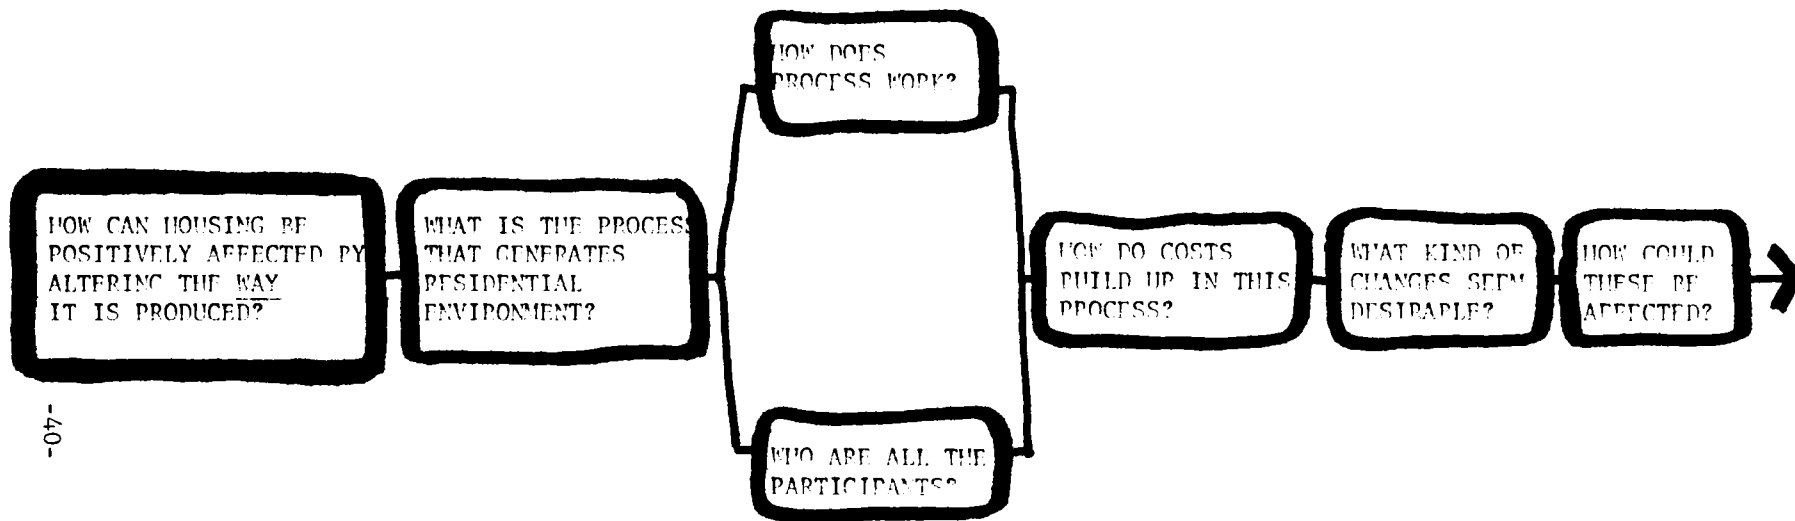 HOW CAN HOUSING BE
POSITIVELY AFFECTED BY
ALTERING THE WAY
IT IS PRODUCED?
WHAT IS THE PROCESS
THAT GENERATES
RESIDENTIAL
ENVIRONMENT?
HOW DOES
PROCESS WORK?
WHO ARE ALL THE
PARTICIPANTS?
HOW DO COSTS
BUILD UP IN THIS
PROCESS?
WHAT KIND OF
CHANGES SEEM
DESIRABLE?
HOW COULD
THESE BE
AFFECTED?
-40-